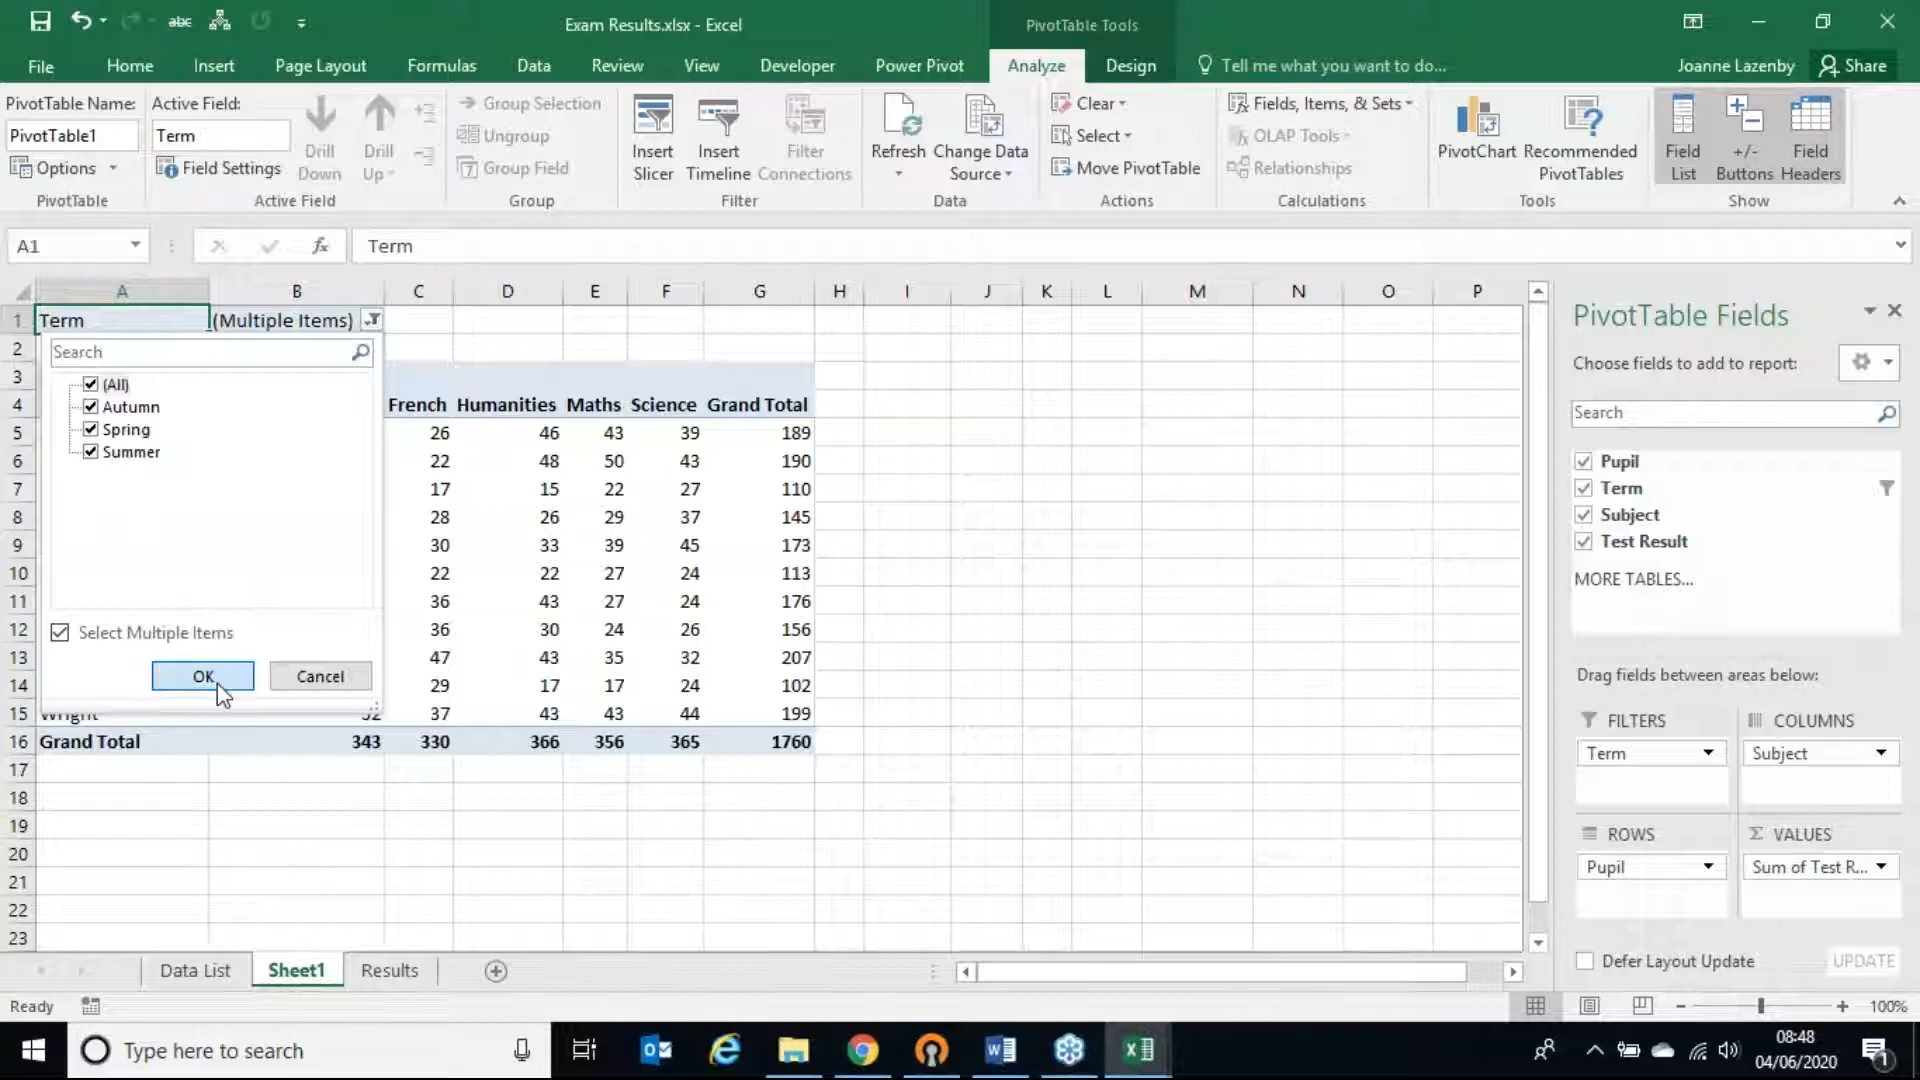 Exam Results.xlsx - Excel
PivotTable Tools
File Home Insert Page Layout Formulas Data Review View Developer Power Pivot Analyze Design Tell me what you want to do... Joanne Lazenby Share
PivotTable Name:
PivotTable1
Options
PivotTable
Active Field:
Term
Field Settings
Drill Down
Drill Up
Active Field
Group Selection
Ungroup
Group Field
Group
Insert Slicer
Insert Timeline
Filter Connections
Filter
Refresh
Change Data Source
Data
Clear
Select
Move PivotTable
Actions
Fields, Items, & Sets
OLAP Tools
Relationships
Calculations
PivotChart
Recommended PivotTables
Tools
Field List
+/- Buttons
Field Headers
Show
A1 fx Term
A B C D E F G H I J K L M N O P
1 Term (Multiple Items)
2
3
4 French Humanities Maths Science Grand Total
5 26 46 43 39 189
6 22 48 50 43 190
7 17 15 22 27 110
8 28 26 29 37 145
9 30 33 39 45 173
10 22 22 27 24 113
11 36 43 27 24 176
12 36 30 24 26 156
13 47 43 35 32 207
14 29 17 17 24 102
15 Wright 32 37 43 43 44 199
16 Grand Total 343 330 366 356 365 1760
17
18
19
20
21
22
23
Search
(All)
Autumn
Spring
Summer
Select Multiple Items
OK Cancel
PivotTable Fields
Choose fields to add to report:
Search
Pupil
Term
Subject
Test Result
MORE TABLES...
Drag fields between areas below:
FILTERS
Term
COLUMNS
Subject
ROWS
Pupil
Σ VALUES
Sum of Test R...
Defer Layout Update UPDATE
Data List Sheet1 Results
Ready 100%
Type here to search
08:48
04/06/2020
1